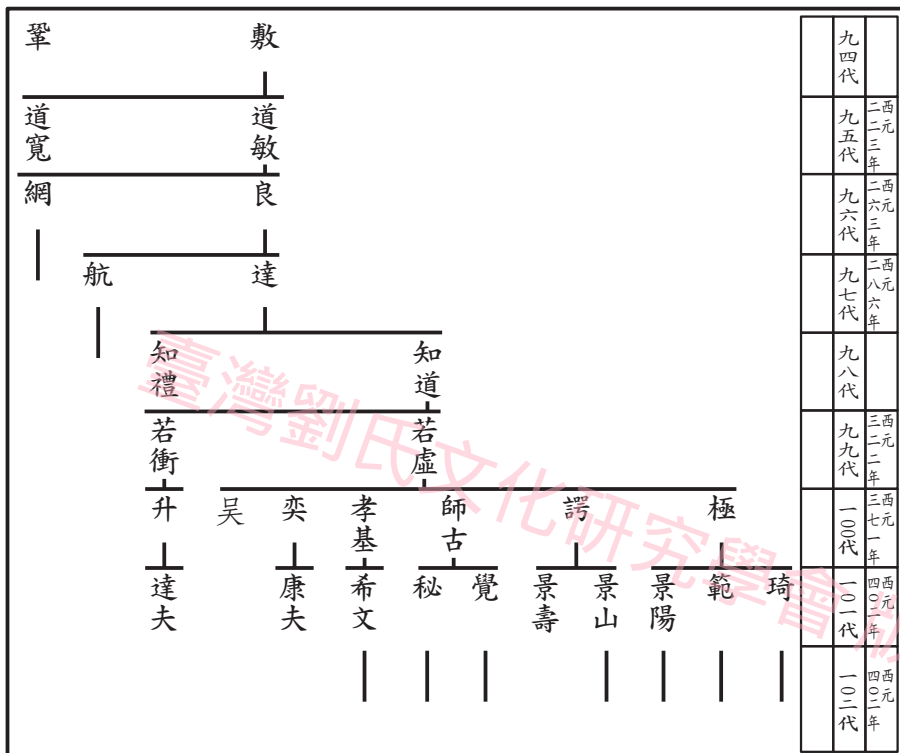 九四代
敷
鞏
西元二二三年
九五代
道敏
道寬
西元二六三年
九六代
良
網
西元二八六年
九七代
達
航
九八代
知道
知禮
西元三二二年
九九代
若虛
若衝
西元三七一年
一〇〇代
極
諤
師古
孝基
奕
吴
升
西元四〇二年
一〇一代
琦
範
景陽
景山
景壽
覺
秘
希文
康夫
達夫
西元四〇二年
一〇二代
臺灣劉氏文化研究學會版